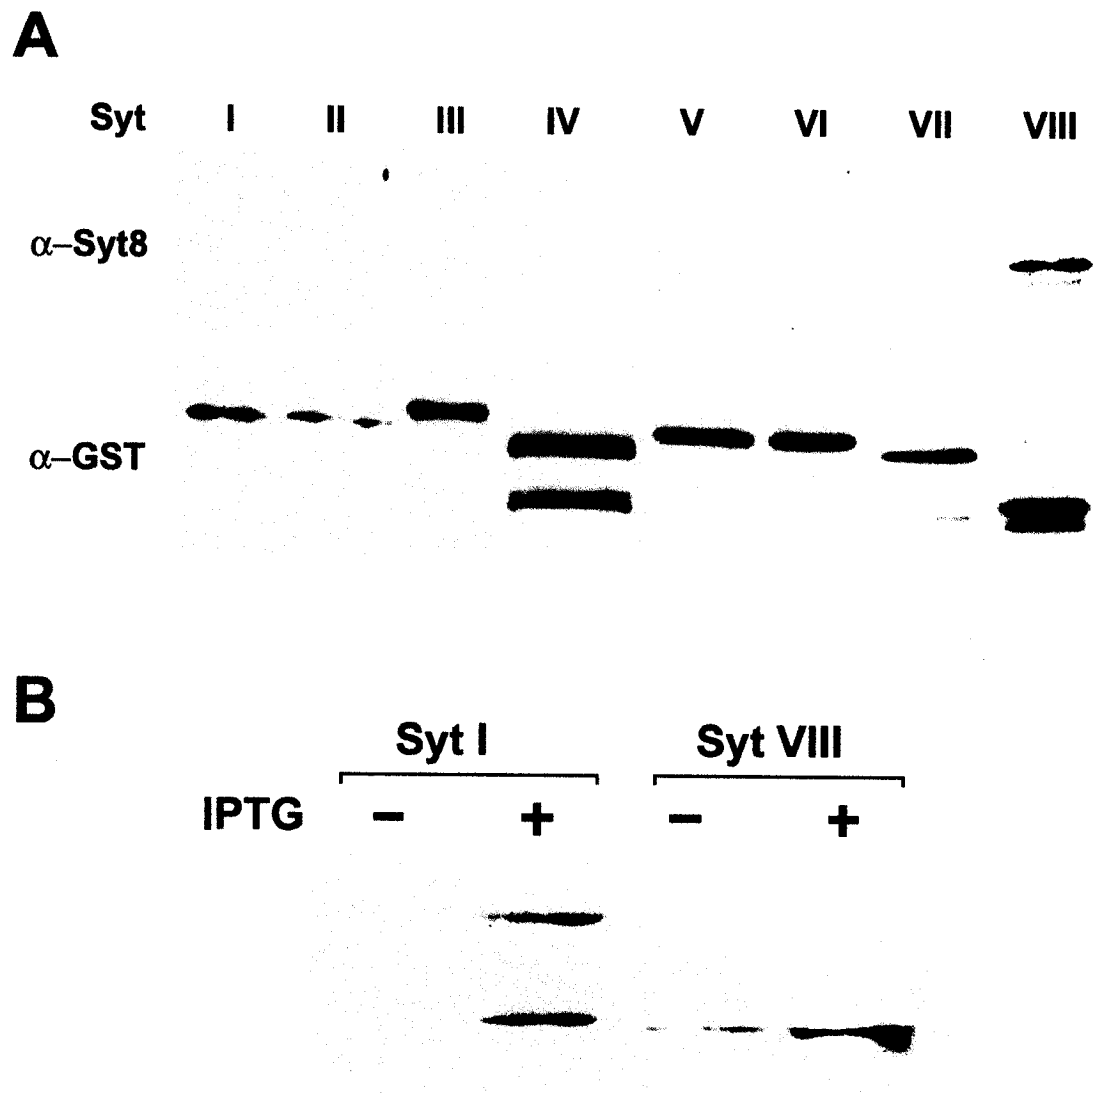 A
Syt I II III IV V VI VII VIII
α–Syt8
α–GST
B
Syt I Syt VIII
IPTG – + – +